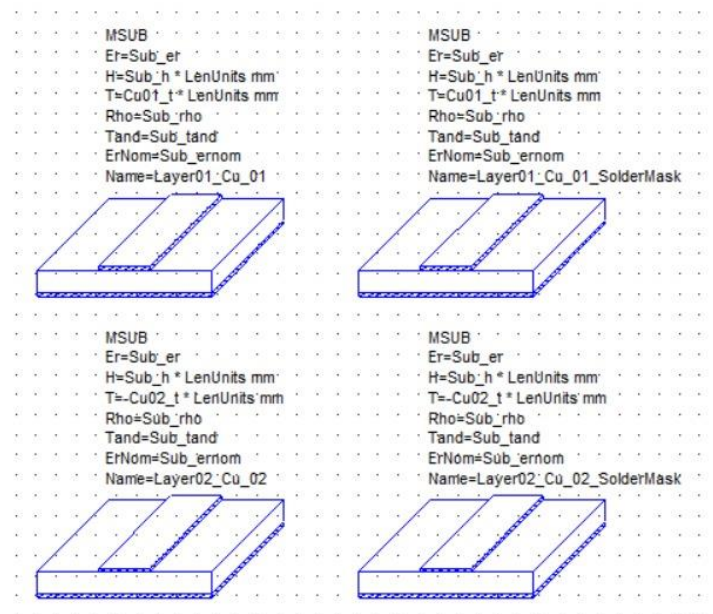 MSUB
Er=Sub_er
H=Sub_h * LenUnits mm
T=Cu01_t * LenUnits mm
Rho=Sub_rho
Tand=Sub_tand
ErNom=Sub_ernom
Name=Layer01_Cu_01
MSUB
Er=Sub_er
H=Sub_h * LenUnits mm
T=Cu01_t * LenUnits mm
Rho=Sub_rho
Tand=Sub_tand
ErNom=Sub_ernom
Name=Layer01_Cu_01_SolderMask
MSUB
Er=Sub_er
H=Sub_h * LenUnits mm
T=-Cu02_t * LenUnits mm
Rho=Sub_rho
Tand=Sub_tand
ErNom=Sub_ernom
Name=Layer02_Cu_02
MSUB
Er=Sub_er
H=Sub_h * LenUnits mm
T=-Cu02_t * LenUnits mm
Rho=Sub_rho
Tand=Sub_tand
ErNom=Sub_ernom
Name=Layer02_Cu_02_SolderMask